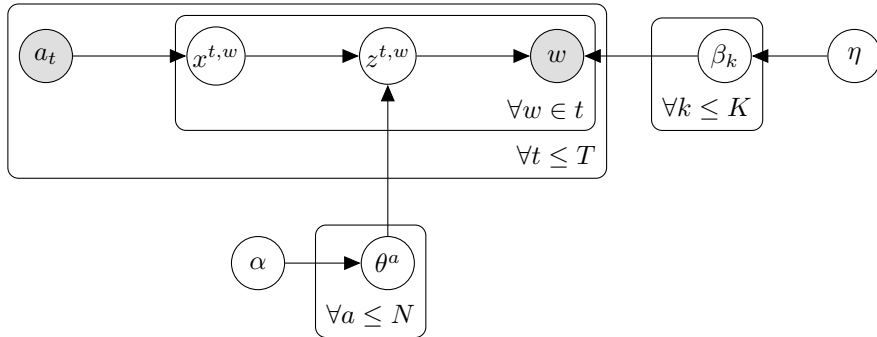 a_t x^{t,w} z^{t,w} w β_k η
∀w ∈ t ∀k ≤ K
∀t ≤ T
α θ^a
∀a ≤ N